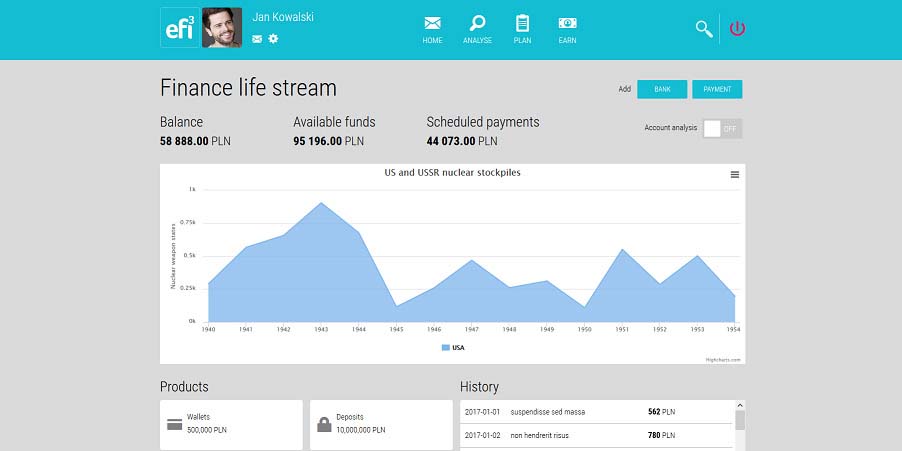 efi3
Jan Kowalski
HOME
ANALYSE
PLAN
EARN
Finance life stream
Add
BANK
PAYMENT
Balance
58 888.00 PLN
Available funds
95 196.00 PLN
Scheduled payments
44 073.00 PLN
Account analysis
OFF
US and USSR nuclear stockpiles
Nuclear weapon states
1k
0.75k
0.5k
0.25k
0k
1940 1941 1942 1943 1944 1945 1946 1947 1948 1949 1950 1951 1952 1953 1954
USA
Highcharts.com
Products
Wallets
500,000 PLN
Deposits
10,000,000 PLN
History
2017-01-01 suspendisse sed massa 562 PLN
2017-01-02 non hendrerit risus 780 PLN